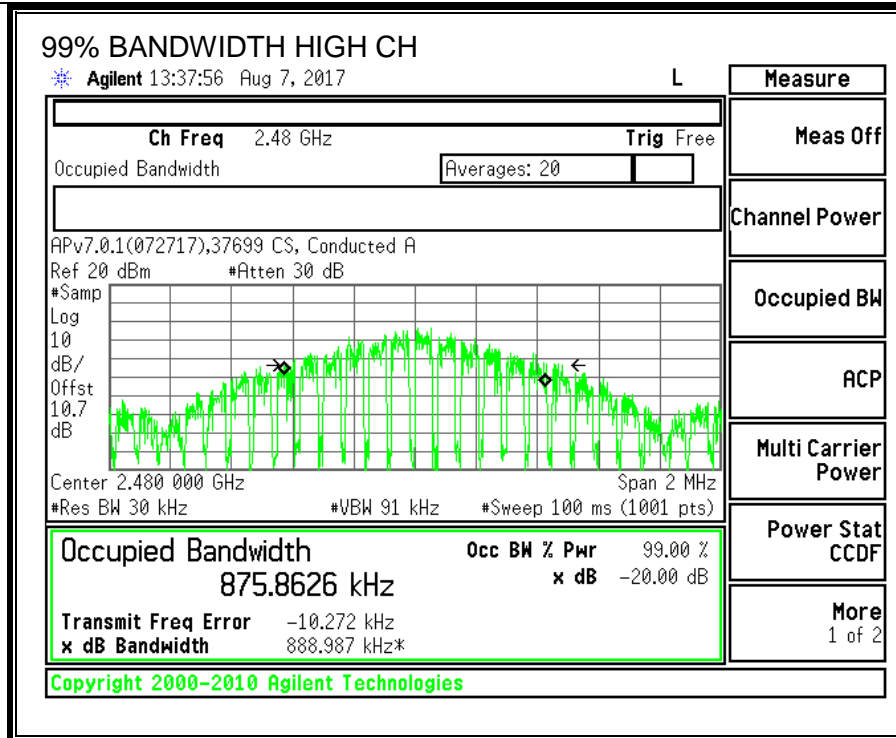 99% BANDWIDTH HIGH CH
Agilent 13:37:56 Aug 7, 2017 L
Measure
Ch Freq 2.48 GHz Trig Free
Meas Off
Occupied Bandwidth Averages: 20
Channel Power
APv7.0.1(072717),37699 CS, Conducted A
Ref 20 dBm #Atten 30 dB
#Samp
Log
10
dB/
Offst
10.7
dB
Occupied BW
ACP
Multi Carrier
Power
Center 2.480 000 GHz Span 2 MHz
#Res BW 30 kHz #VBW 91 kHz #Sweep 100 ms (1001 pts)
Power Stat
CCDF
Occupied Bandwidth Occ BW % Pwr 99.00 %
875.8626 kHz x dB -20.00 dB
Transmit Freq Error -10.272 kHz
x dB Bandwidth 888.987 kHz*
More
1 of 2
Copyright 2000-2010 Agilent Technologies